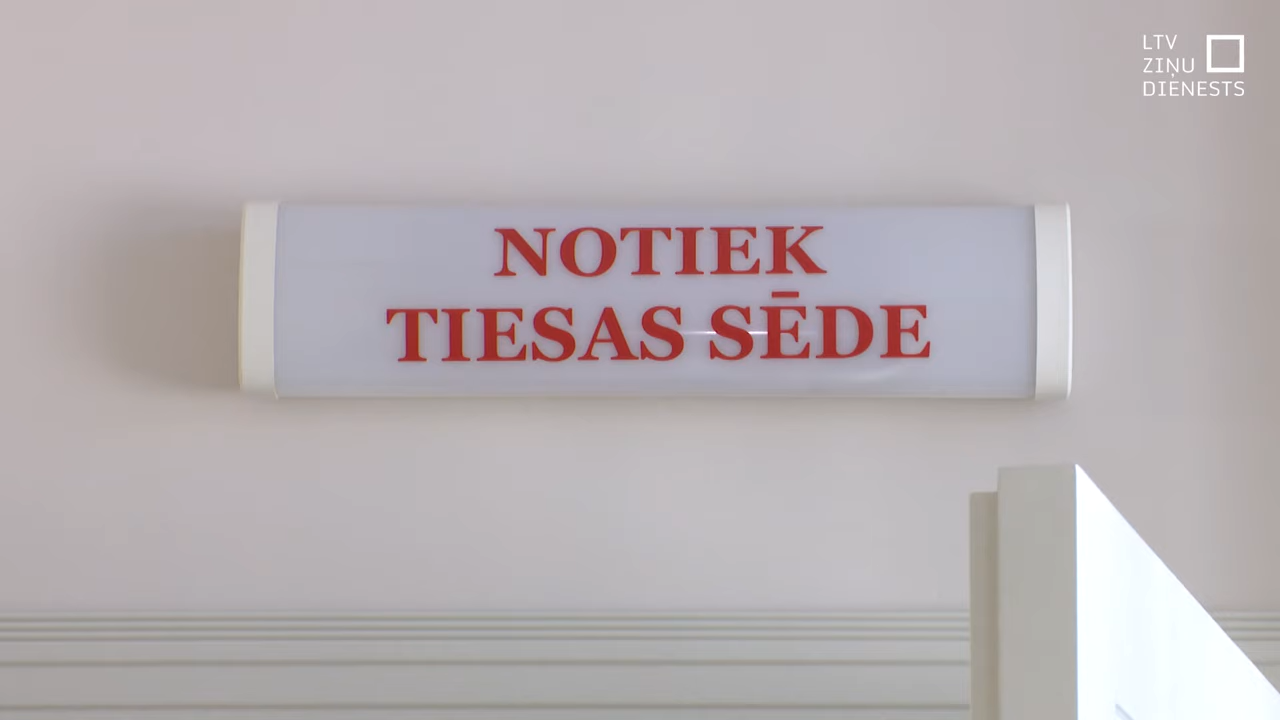 LTV
ZIŅU
DIENESTS
NOTIEK
TIESAS SĒDE